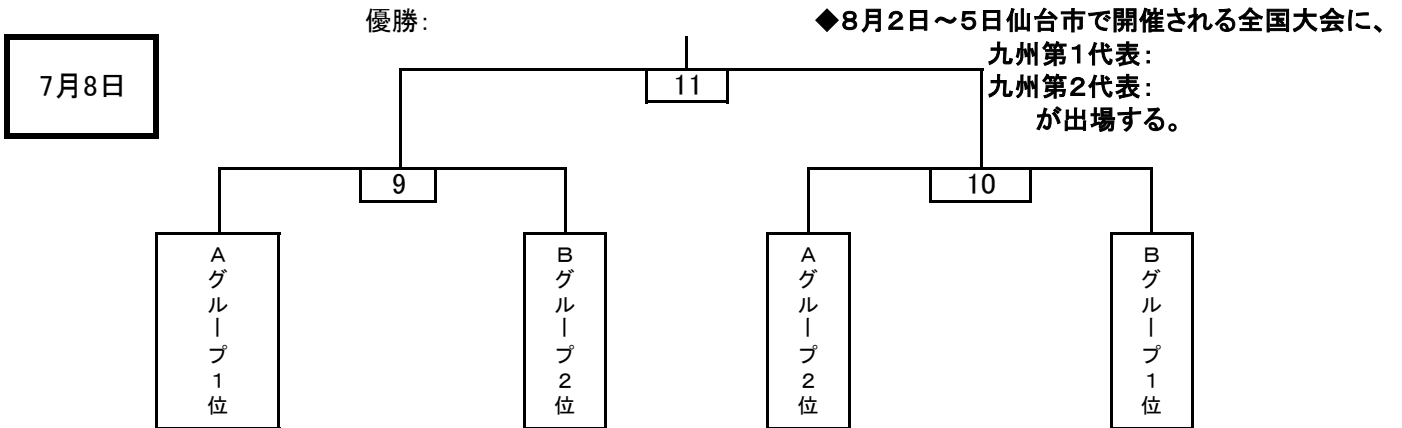 優勝：
◆８月２日～５日仙台市で開催される全国大会に、
九州第１代表：
九州第２代表：
が出場する。
7月8日
11
9
10
Ａグループ１位
Ｂグループ２位
Ａグループ２位
Ｂグループ１位